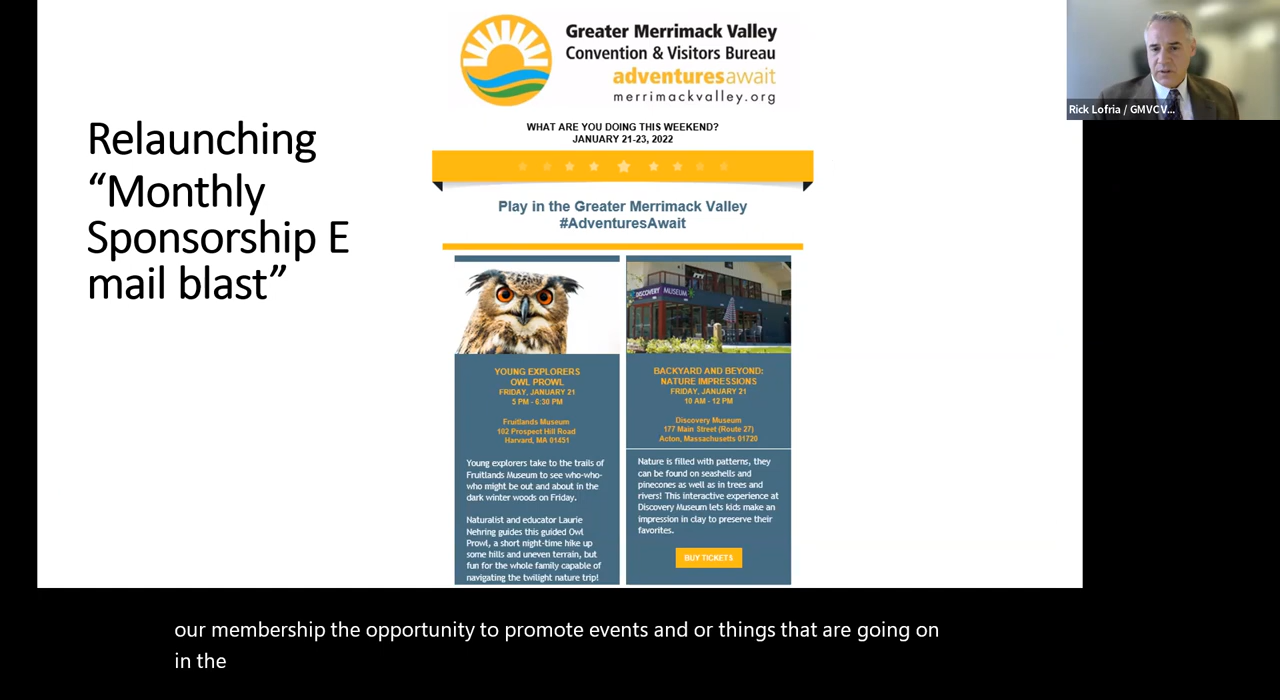 Relaunching
“Monthly
Sponsorship E
mail blast”
Greater Merrimack Valley
Convention & Visitors Bureau
adventuresawait
merrimackvalley.org
WHAT ARE YOU DOING THIS WEEKEND?
JANUARY 21-23, 2022
Play in the Greater Merrimack Valley
#AdventuresAwait
YOUNG EXPLORERS
OWL PROWL
FRIDAY, JANUARY 21
5 PM - 6:30 PM
Fruitlands Museum
102 Prospect Hill Road
Harvard, MA 01451
Young explorers take to the trails of
Fruitlands Museum to see who-who-
who might be out and about in the
dark winter woods on Friday.
Naturalist and educator Laurie
Nehring guides this guided Owl
Prowl, a short night-time hike up
some hills and uneven terrain, but
fun for the whole family capable of
navigating the twilight nature trip!
DISCOVERY MUSEUM
BACKYARD AND BEYOND:
NATURE IMPRESSIONS
FRIDAY, JANUARY 21
10 AM - 12 PM
Discovery Museum
177 Main Street (Route 27)
Acton, Massachusetts 01720
Nature is filled with patterns, they
can be found on seashells and
pinecones as well as in trees and
rivers! This interactive experience at
Discovery Museum lets kids make an
impression in clay to preserve their
favorites.
BUY TICKETS
Rick Lofria / GMVCV...
our membership the opportunity to promote events and or things that are going on
in the